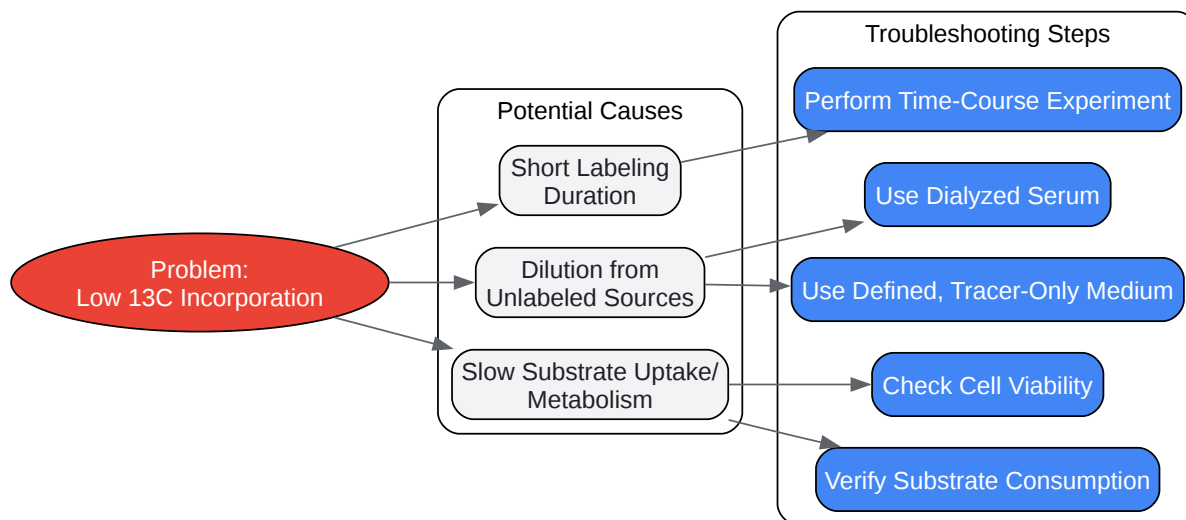 Problem:
Low 13C Incorporation
Potential Causes
Short Labeling
Duration
Dilution from
Unlabeled Sources
Slow Substrate Uptake/
Metabolism
Troubleshooting Steps
Perform Time-Course Experiment
Use Dialyzed Serum
Use Defined, Tracer-Only Medium
Check Cell Viability
Verify Substrate Consumption